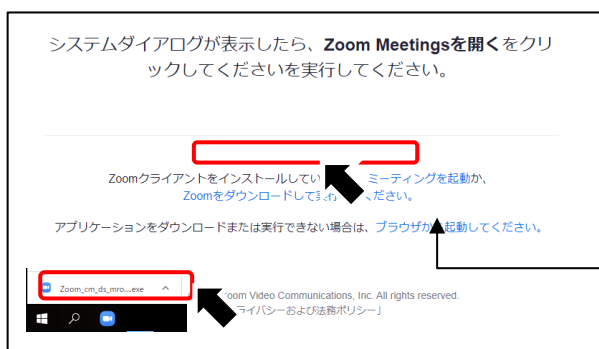 システムダイアログが表示したら、Zoom Meetingsを開くをクリ
ックしてくださいを実行してください。
Zoomクライアントをインストールしてい ミーティングを起動か、
Zoomをダウンロードして ください。
アプリケーションをダウンロードまたは実行できない場合は、ブラウザか 起動してください。
Zoom_cm_ds_mro....exe
oom Video Communications, Inc. All rights reserved.
ライバシーおよび法務ポリシー」